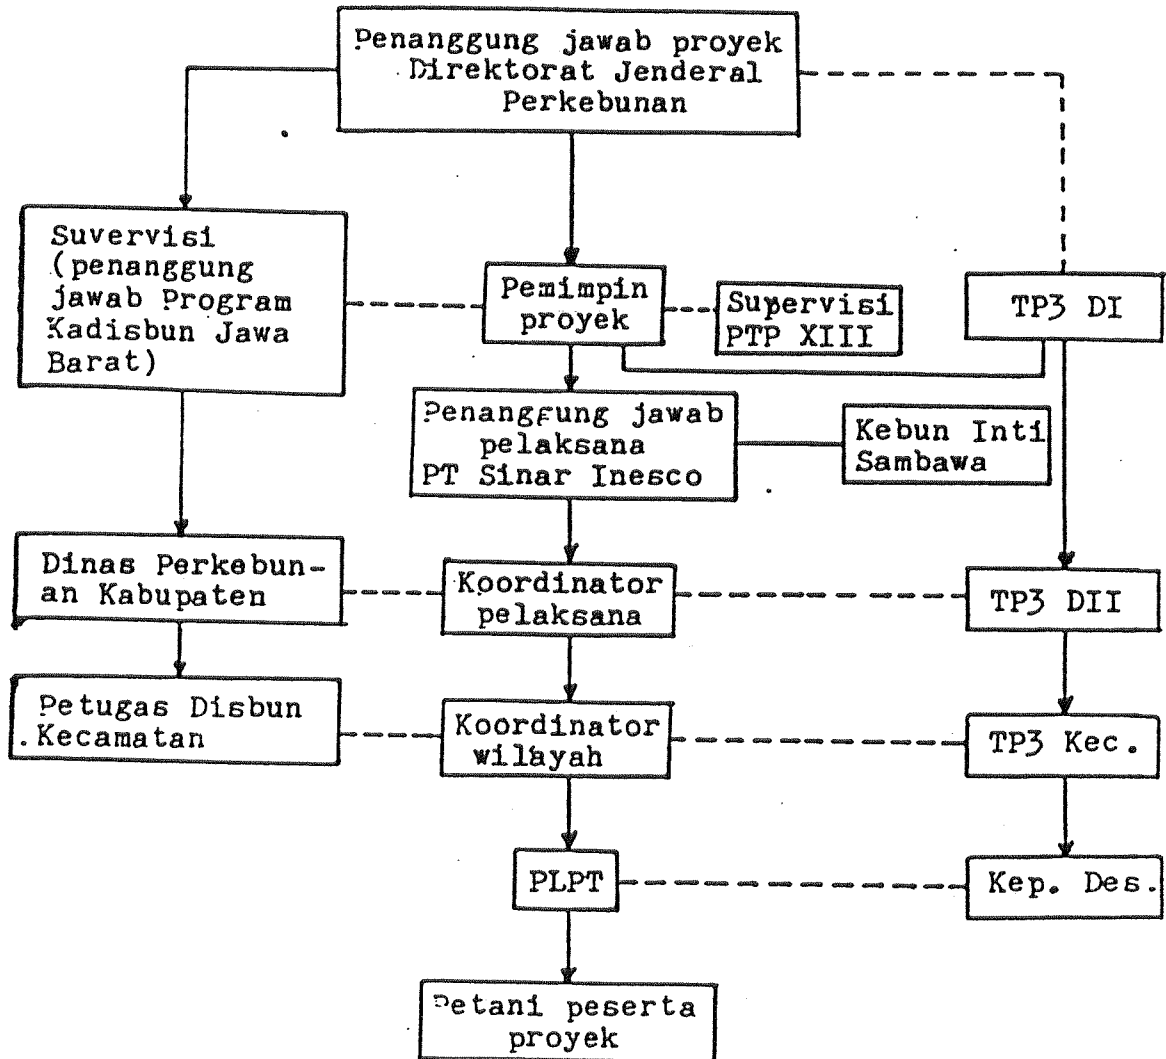 Penanggung jawab proyek
Direktorat Jenderal
Perkebunan
Suvervisi
(penanggung
jawab Program
Kadisbun Jawa
Barat)
Pemimpin
proyek
Supervisi
PTP XIII
TP3 DI
Penanggung jawab
pelaksana
PT Sinar Inesco
Kebun Inti
Sambawa
Dinas Perkebun-
an Kabupaten
Koordinator
pelaksana
TP3 DII
Petugas Disbun
Kecamatan
Koordinator
wilayah
TP3 Kec.
PLPT
Kep. Des.
Petani peserta
proyek